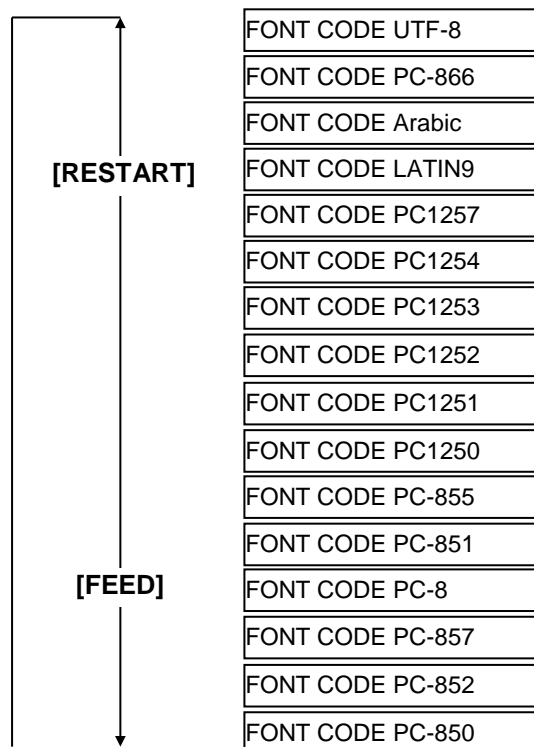 FONT CODE UTF-8
FONT CODE PC-866
FONT CODE Arabic
[RESTART]
FONT CODE LATIN9
FONT CODE PC1257
FONT CODE PC1254
FONT CODE PC1253
FONT CODE PC1252
FONT CODE PC1251
FONT CODE PC1250
FONT CODE PC-855
FONT CODE PC-851
[FEED]
FONT CODE PC-8
FONT CODE PC-857
FONT CODE PC-852
FONT CODE PC-850